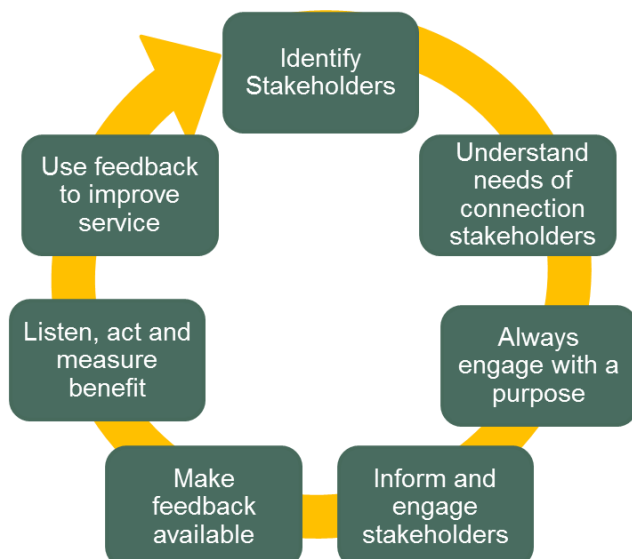 Identify
Stakeholders
Understand
needs of
connection
stakeholders
Always
engage with a
purpose
Inform and
engage
stakeholders
Make
feedback
available
Listen, act and
measure
benefit
Use feedback
to improve
service